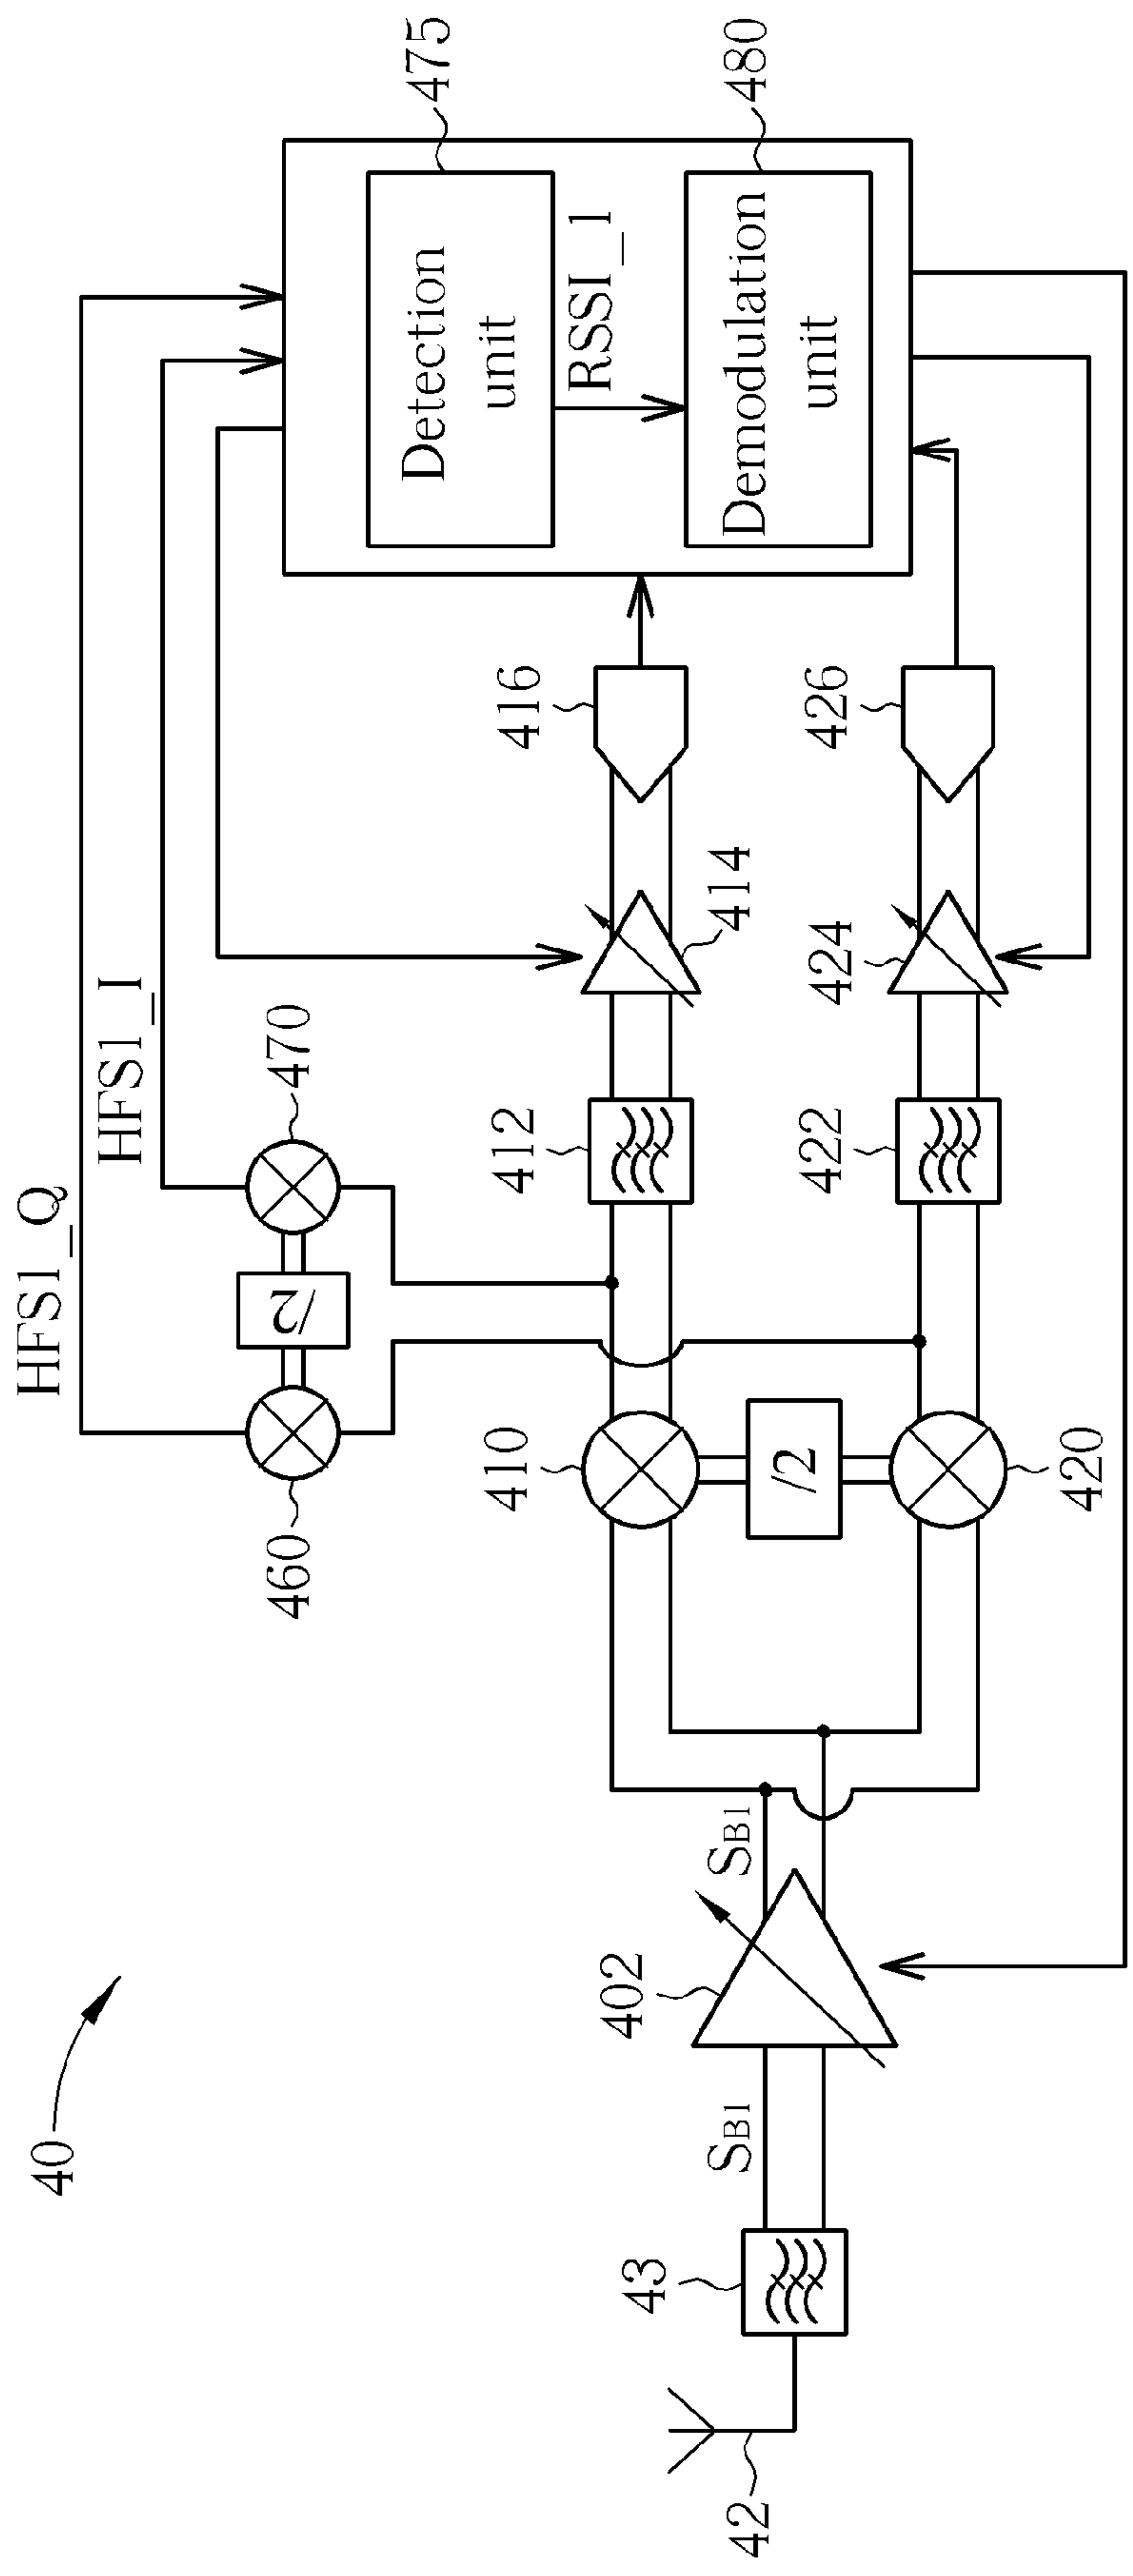 40
HFS1_Q
HFS1_I
460
/2
470
475
Detection
unit
RSSI_1
480
Demodulation
unit
410
412
414
416
/2
420
422
424
426
42
43
SB1
402
SB1